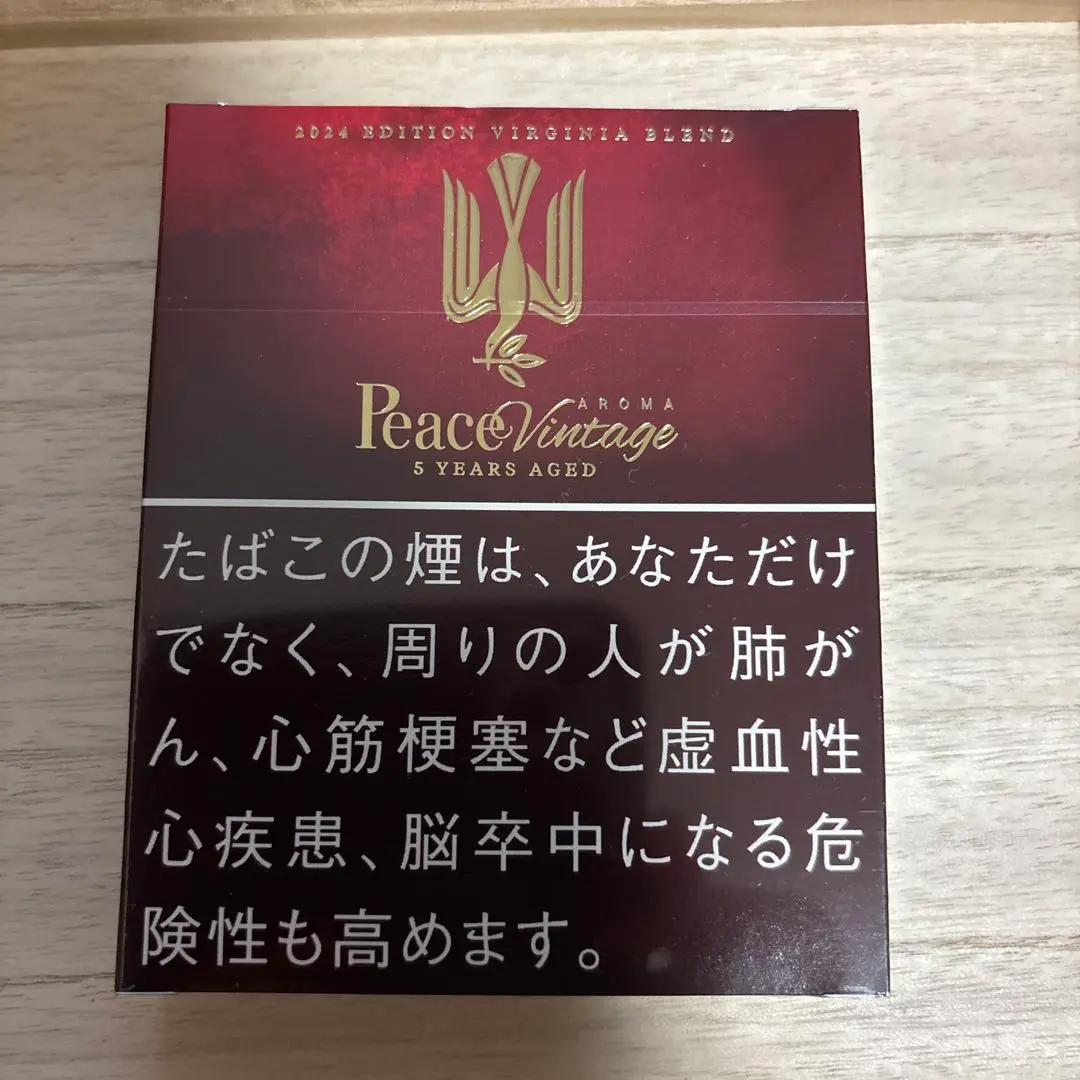 2024 EDITION VIRGINIA BLEND
Peace AROMA Vintage
5 YEARS AGED
たばこの煙は、あなただけ
でなく、周りの人が肺が
ん、心筋梗塞など虚血性
心疾患、脳卒中になる危
険性も高めます。